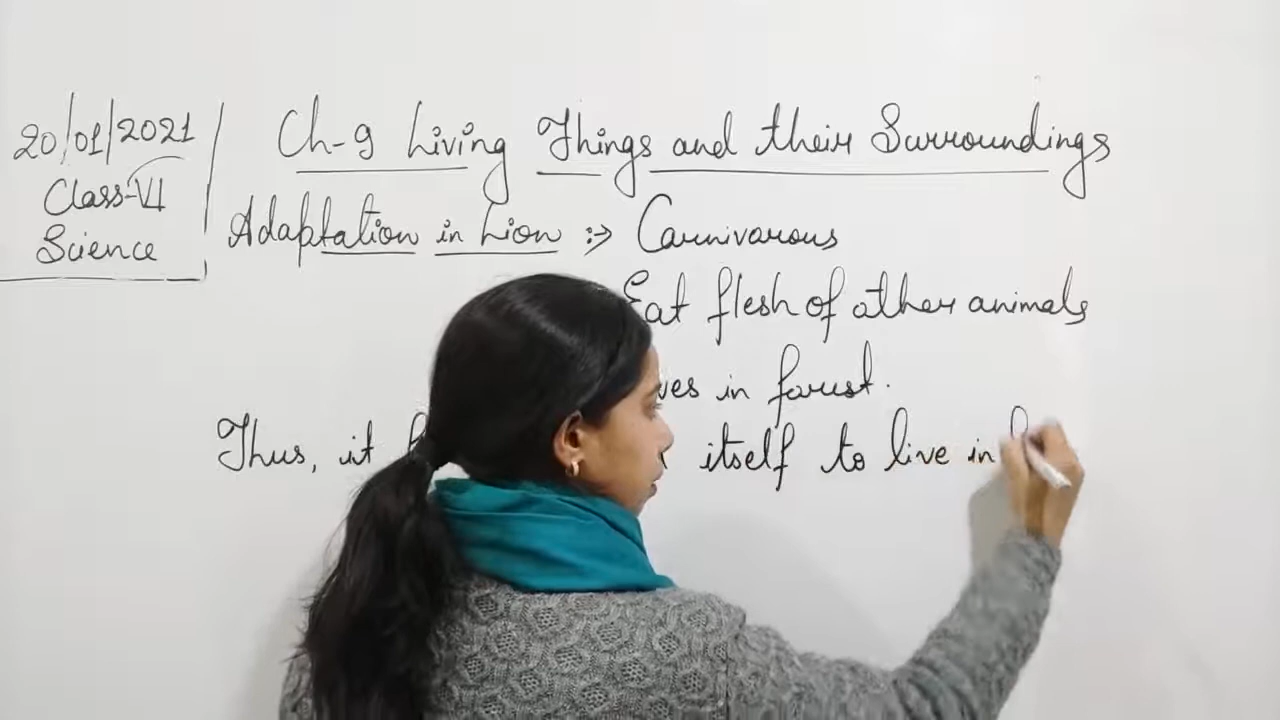 20/01/2021
Class-VI
Science
Ch-9 Living Things and their Surroundings
Adaptation in Lion :→ Carnivarous
Eat flesh of other animals
in forest.
Thus, it itself to live in